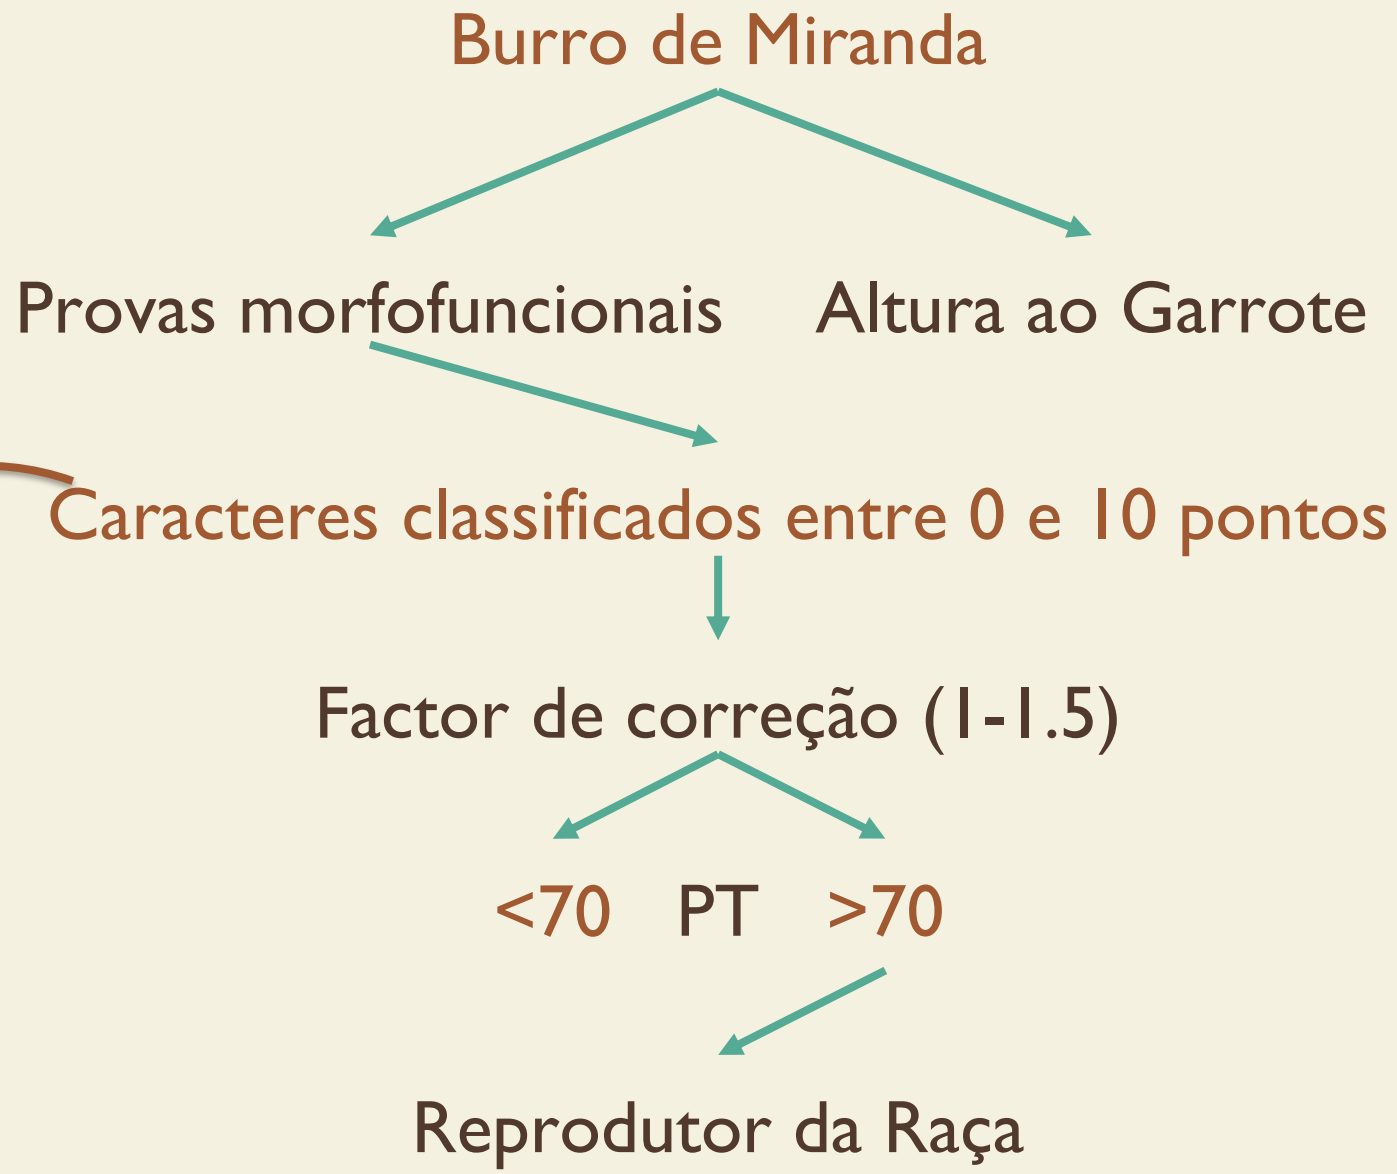 Burro de Miranda
Provas morfofuncionais Altura ao Garrote
Caracteres classificados entre 0 e 10 pontos
Factor de correção (1-1.5)
<70 PT >70
Reprodutor da Raça